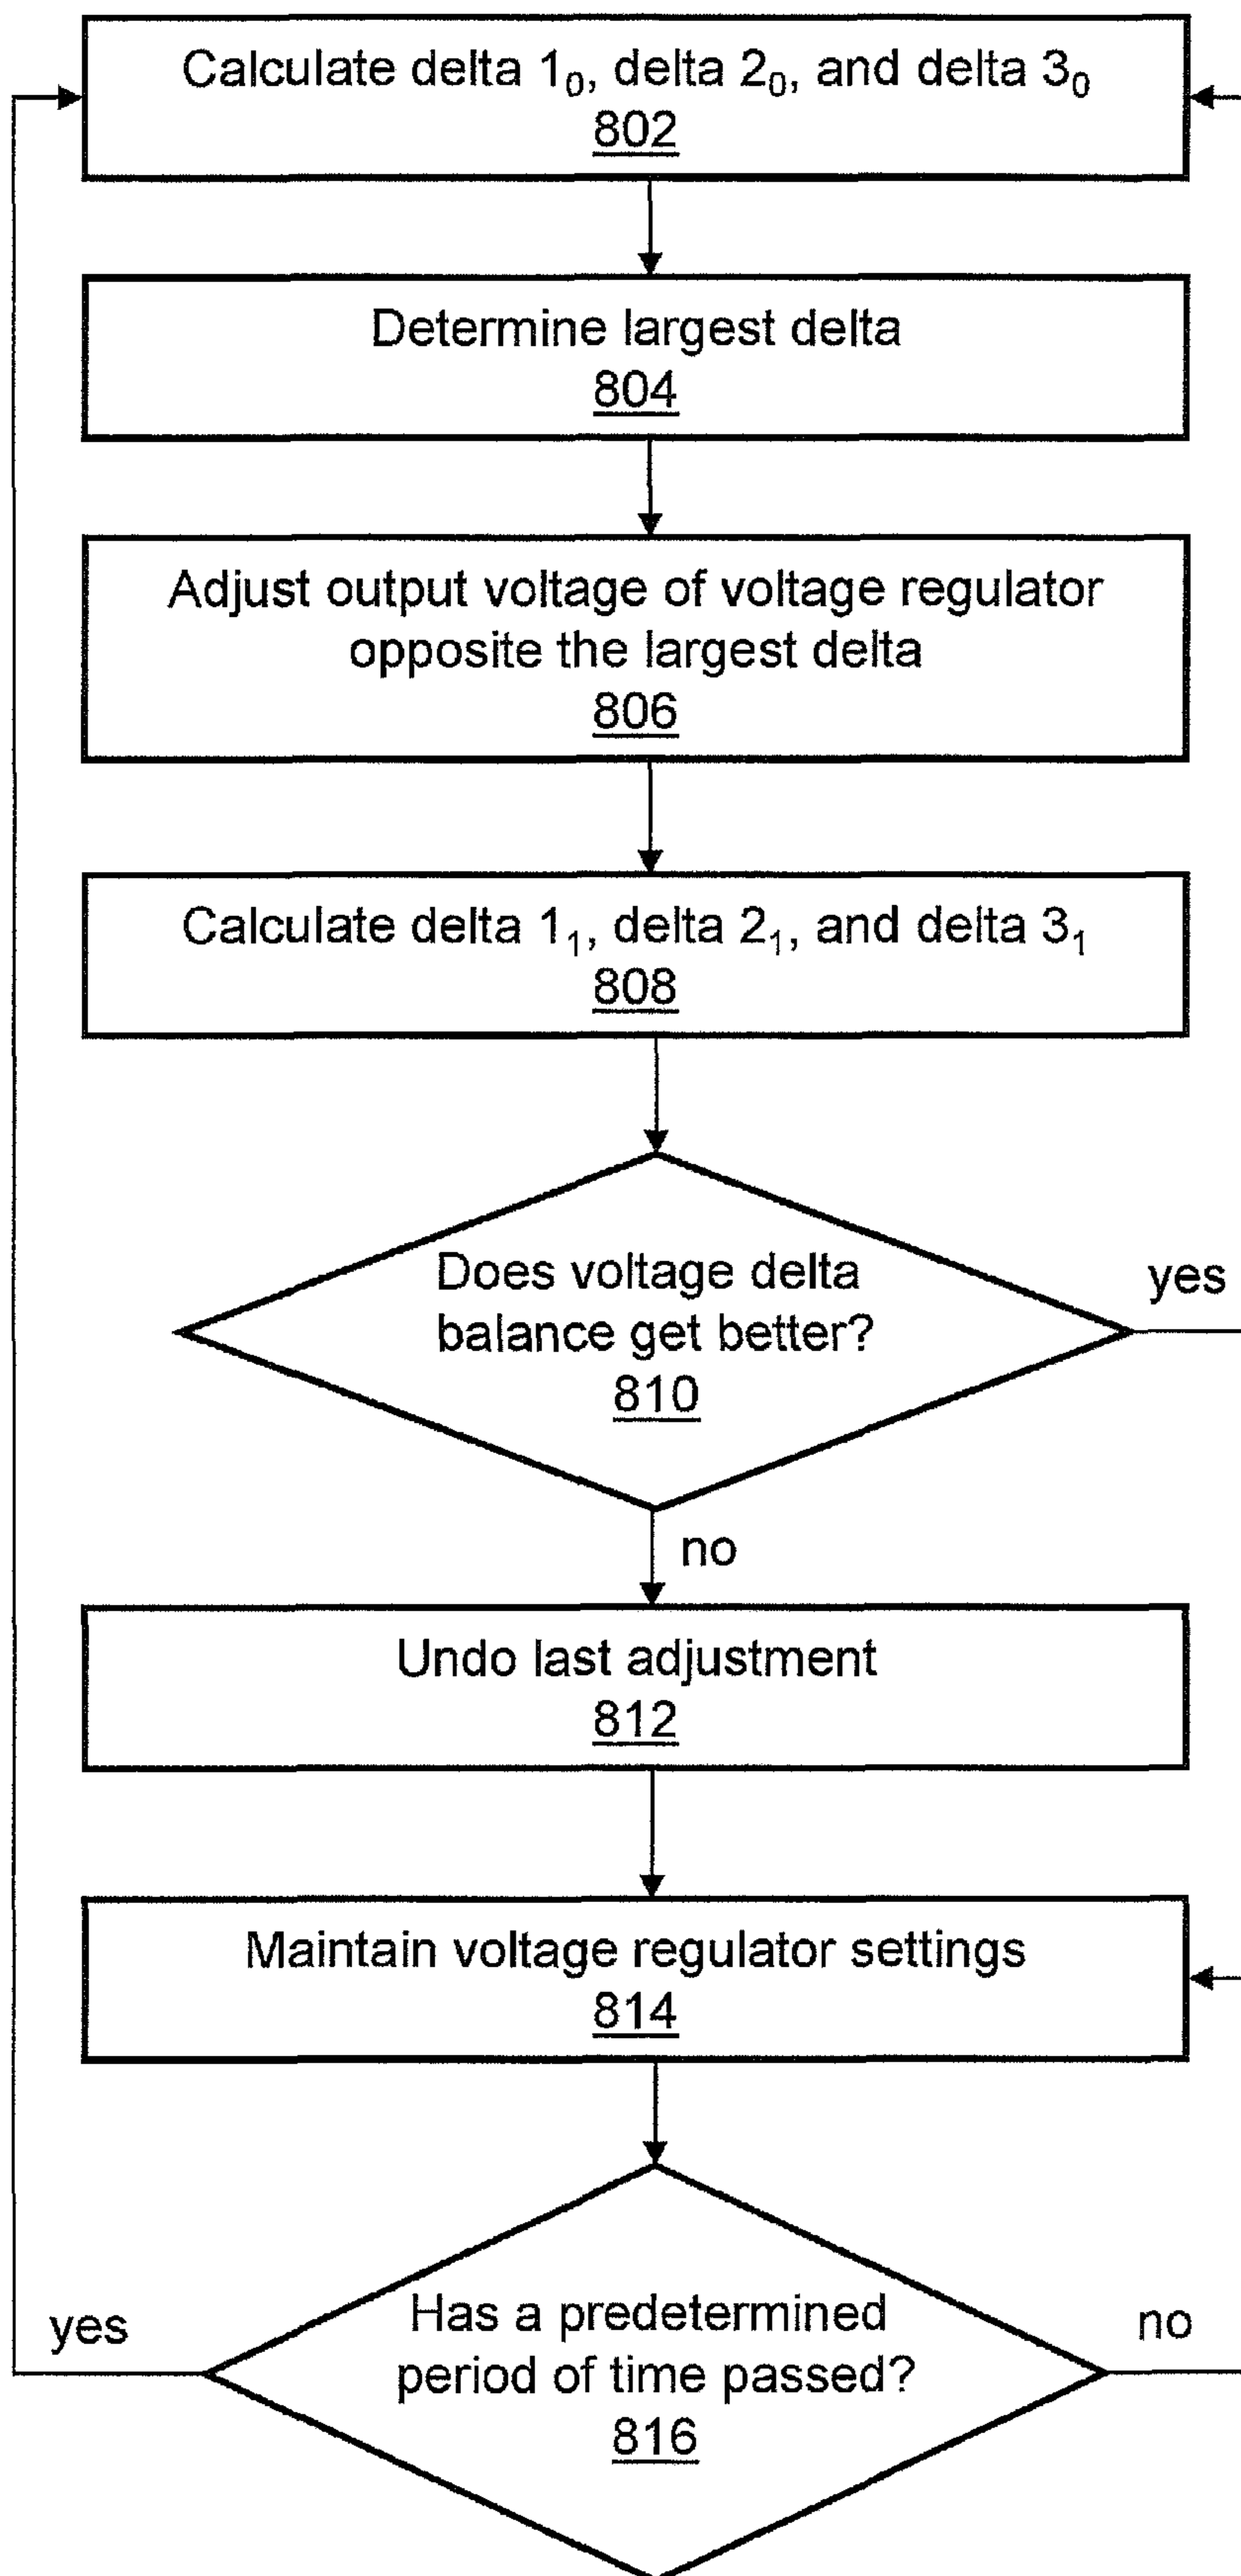 Calculate delta 1₀, delta 2₀, and delta 3₀
802
Determine largest delta
804
Adjust output voltage of voltage regulator
opposite the largest delta
806
Calculate delta 1₁, delta 2₁, and delta 3₁
808
Does voltage delta
balance get better?
810
yes
no
Undo last adjustment
812
Maintain voltage regulator settings
814
Has a predetermined
period of time passed?
816
yes
no